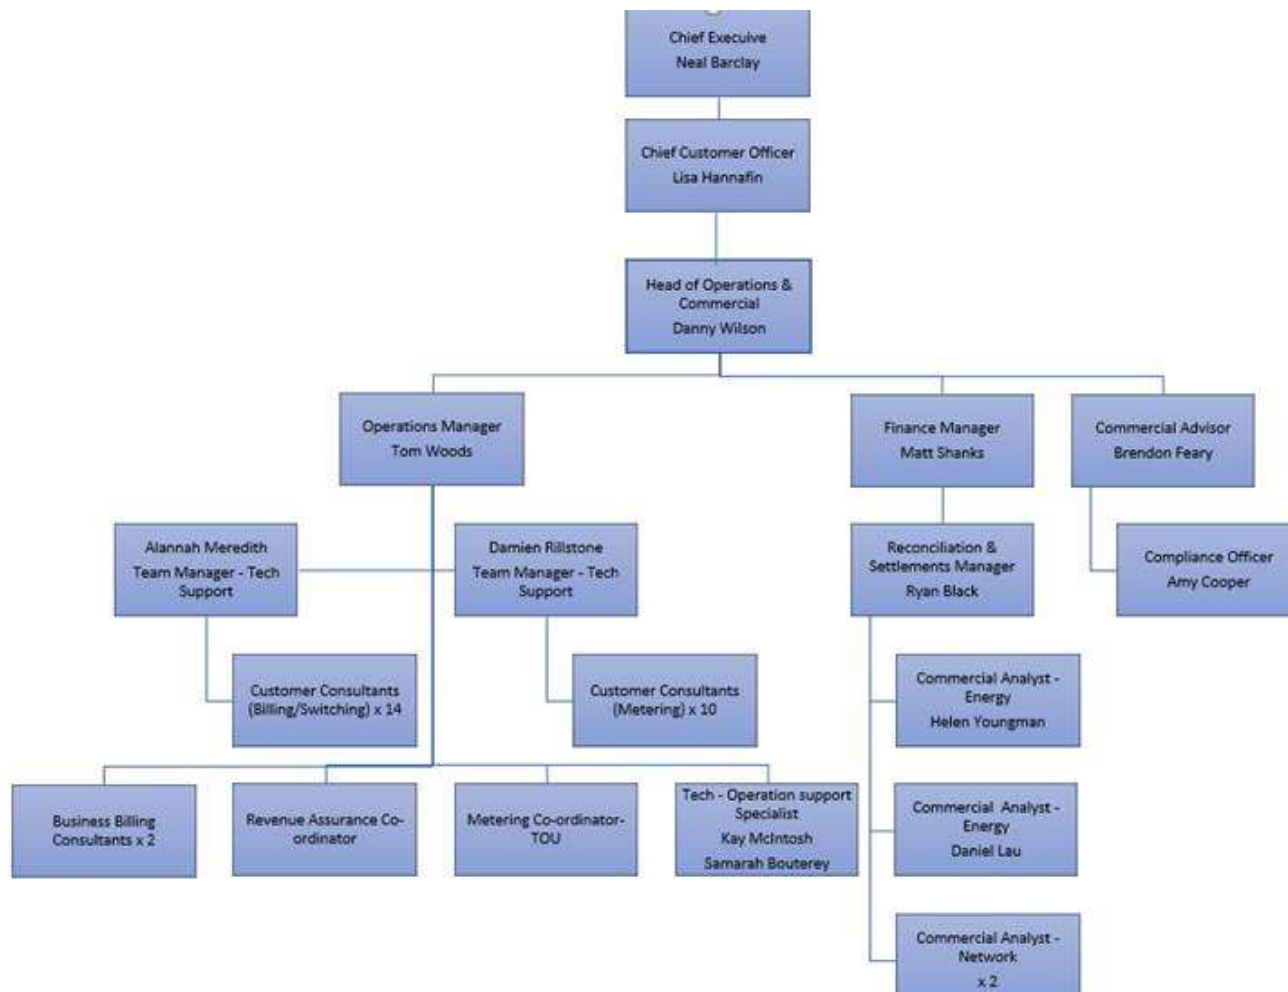 Chief Execuive
Neal Barclay
Chief Customer Officer
Lisa Hannafin
Head of Operations &
Commercial
Danny Wilson
Operations Manager
Tom Woods
Finance Manager
Matt Shanks
Commercial Advisor
Brendon Feary
Alannah Meredith
Team Manager - Tech
Support
Damien Rillstone
Team Manager - Tech
Support
Reconciliation &
Settlements Manager
Ryan Black
Compliance Officer
Amy Cooper
Customer Consultants
(Billing/Switching) x 14
Customer Consultants
(Metering) x 10
Commercial Analyst -
Energy
Helen Youngman
Business Billing
Consultants x 2
Revenue Assurance Co-
ordinator
Metering Co-ordinator-
TOU
Tech - Operation support
Specialist
Kay McIntosh
Samarah Bouterey
Commercial Analyst -
Energy
Daniel Lau
Commercial Analyst -
Network
x 2